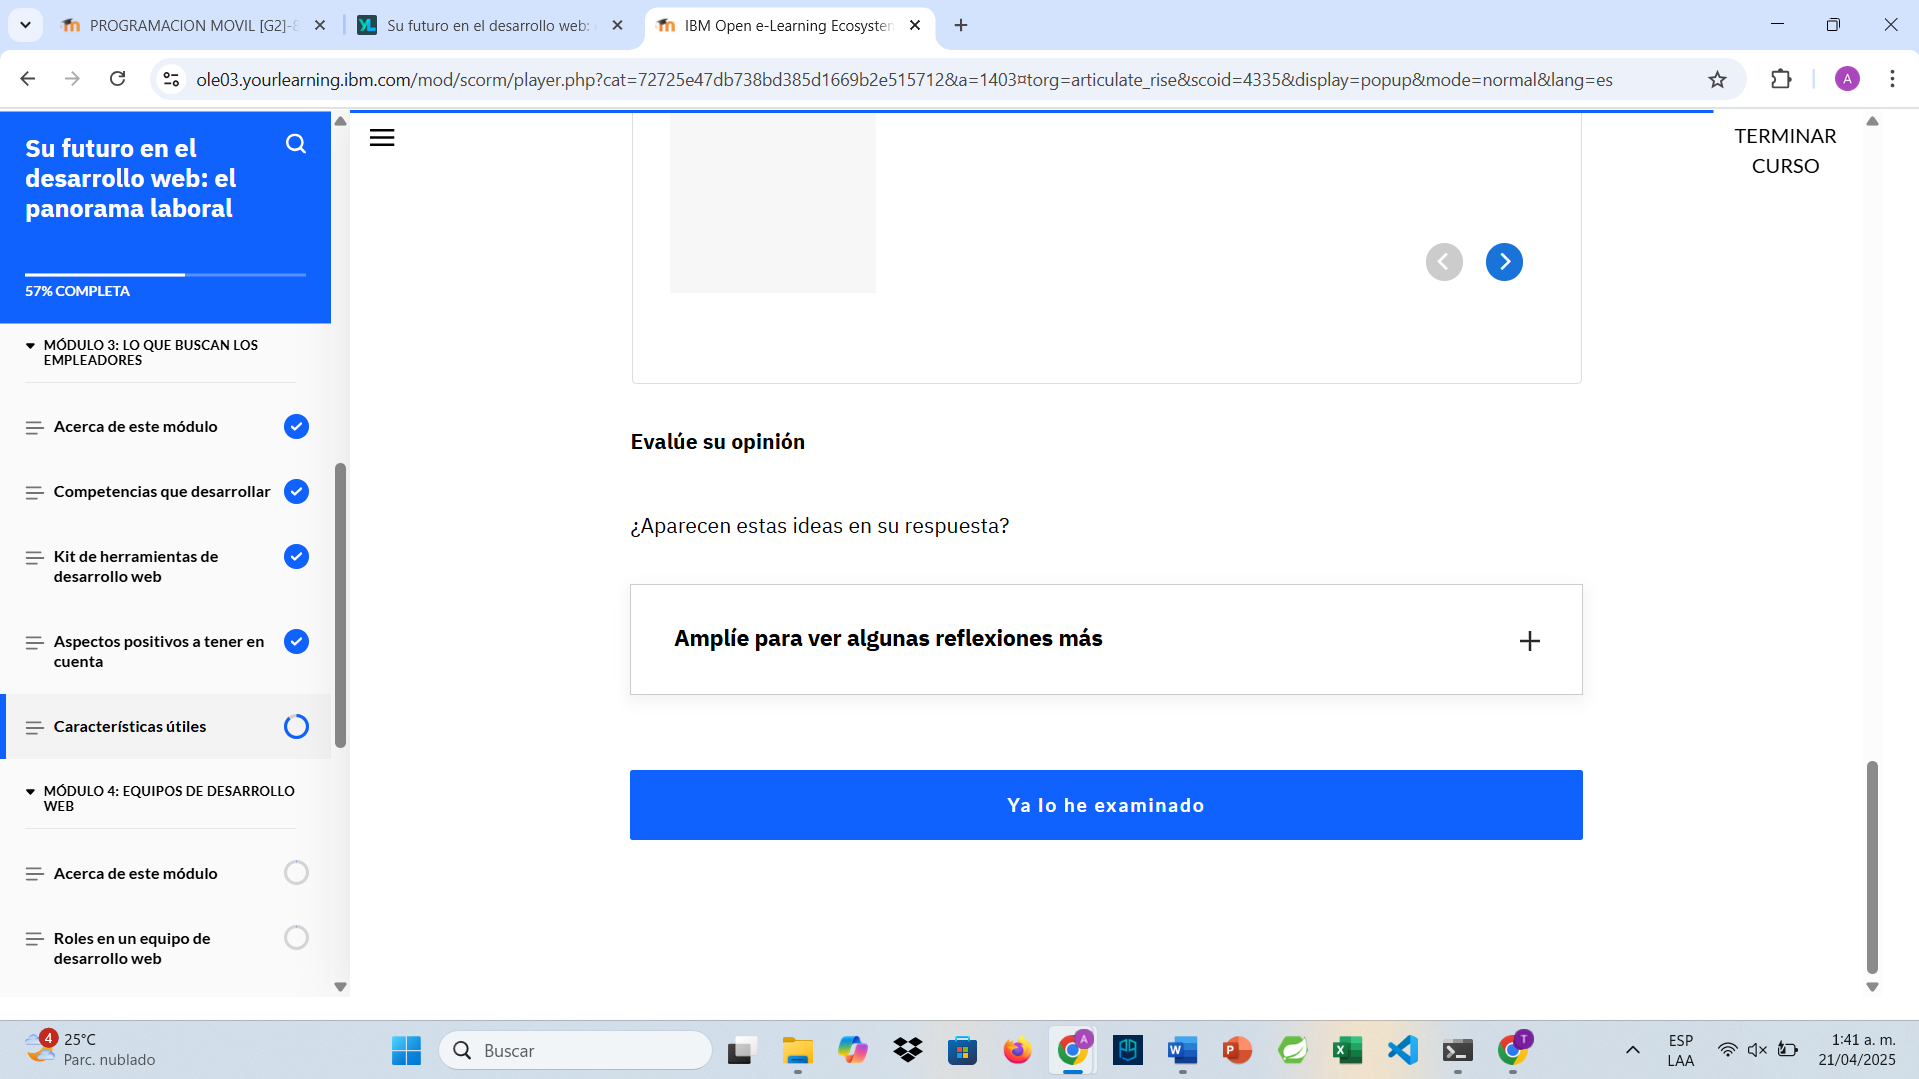 PROGRAMACION MOVIL [G2]-8
Su futuro en el desarrollo web:
IBM Open e-Learning Ecosystem
ole03.yourlearning.ibm.com/mod/scorm/player.php?cat=72725e47db738bd385d1669b2e515712&a=1403¤torg=articulate_rise&scoid=4335&display=popup&mode=normal&lang=es
A
Su futuro en el
desarrollo web: el
panorama laboral
57% COMPLETA
MÓDULO 3: LO QUE BUSCAN LOS
EMPLEADORES
Acerca de este módulo
Competencias que desarrollar
Kit de herramientas de
desarrollo web
Aspectos positivos a tener en
cuenta
Características útiles
MÓDULO 4: EQUIPOS DE DESARROLLO
WEB
Acerca de este módulo
Roles en un equipo de
desarrollo web
TERMINAR
CURSO
Evalúe su opinión
¿Aparecen estas ideas en su respuesta?
Amplíe para ver algunas reflexiones más
Ya lo he examinado
4
25°C
Parc. nublado
Buscar
A
T
ESP
LAA
1:41 a. m.
21/04/2025